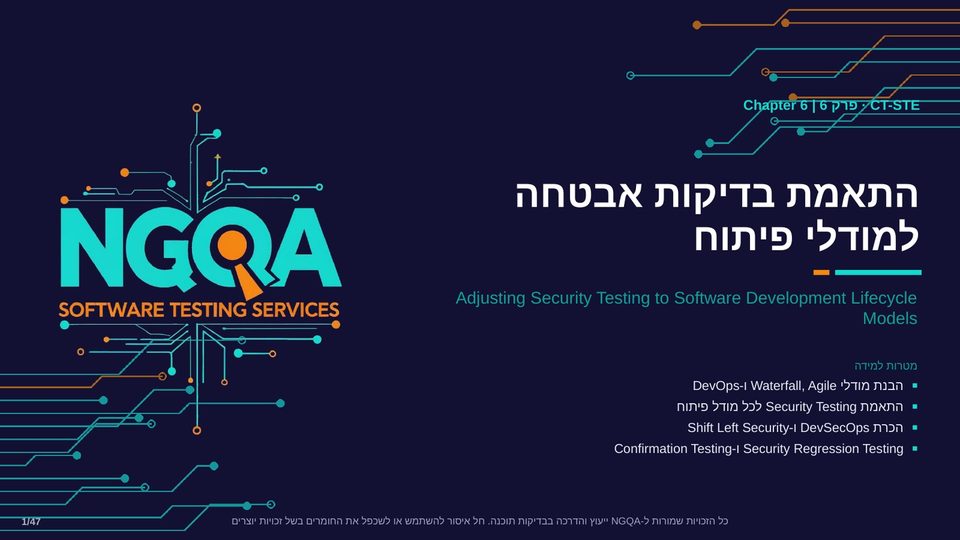 CT-STE · פרק 6 | Chapter 6
התאמת בדיקות אבטחה
למודלי פיתוח
Adjusting Security Testing to Software Development Lifecycle
Models
מטרות למידה
▪ הבנת מודלי Waterfall, Agile ו-DevOps
▪ התאמת Security Testing לכל מודל פיתוח
▪ הכרת DevSecOps ו-Shift Left Security
▪ Security Regression Testing ו-Confirmation Testing
NGQA
SOFTWARE TESTING SERVICES
כל הזכויות שמורות ל-NGQA ייעוץ והדרכה בבדיקות תוכנה. חל איסור להשתמש או לשכפל את החומרים בשל זכויות יוצרים
1/47